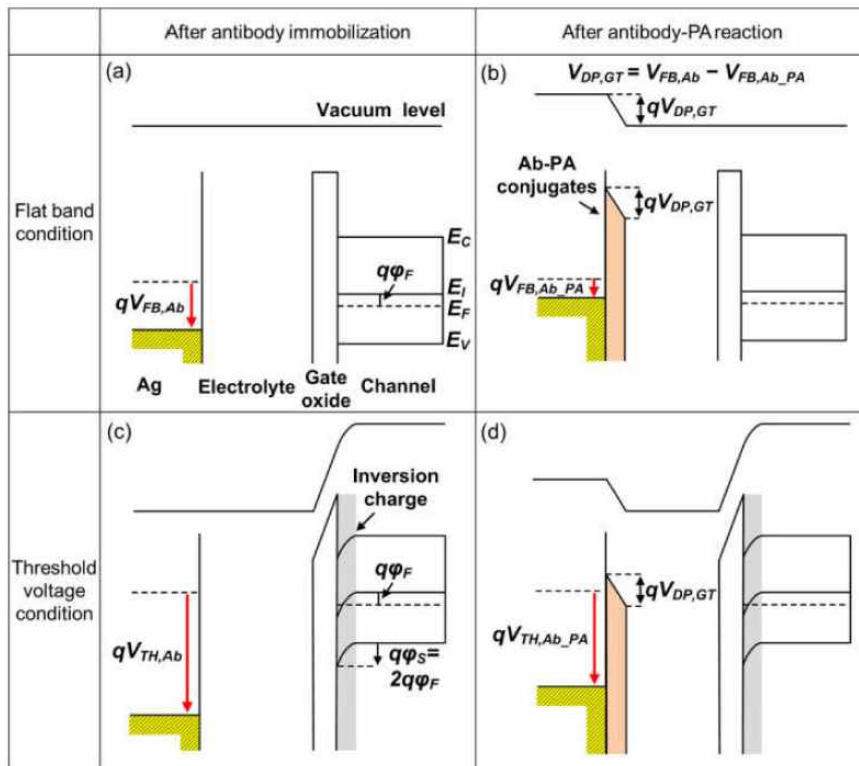 After antibody immobilization
After antibody-PA reaction
Flat band
condition
(a)
Vacuum level
qV_FB,Ab
E_C
qφ_F
E_I
E_F
E_V
Ag
Electrolyte
Gate
oxide
Channel
(b)
V_DP,GT = V_FB,Ab − V_FB,Ab_PA
qV_DP,GT
Ab-PA
conjugates
qV_DP,GT
qV_FB,Ab_PA
Threshold
voltage
condition
(c)
Inversion
charge
qφ_F
qV_TH,Ab
qφ_S=
2qφ_F
(d)
qV_DP,GT
qV_TH,Ab_PA